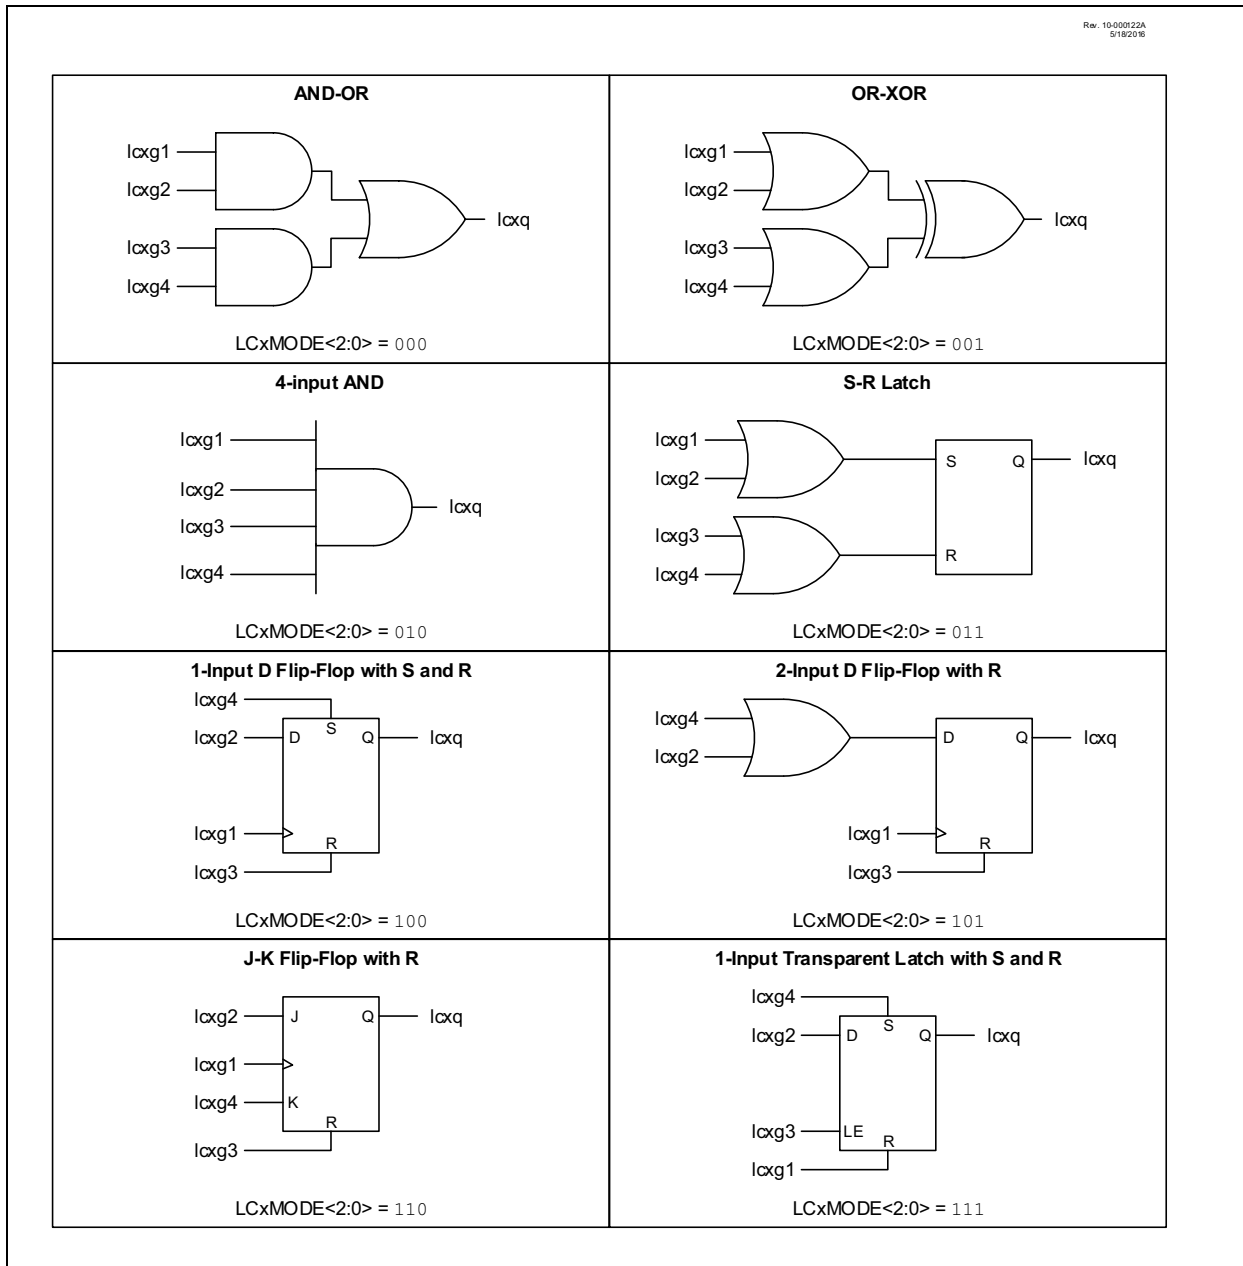 Rev. 10-000122A
5/18/2016
AND-OR
lcxg1
lcxg2
lcxg3
lcxg4
lcxq
LCxMODE<2:0> = 000
OR-XOR
lcxg1
lcxg2
lcxg3
lcxg4
lcxq
LCxMODE<2:0> = 001
4-input AND
lcxg1
lcxg2
lcxg3
lcxg4
lcxq
LCxMODE<2:0> = 010
S-R Latch
lcxg1
lcxg2
lcxg3
lcxg4
S
Q
R
lcxq
LCxMODE<2:0> = 011
1-Input D Flip-Flop with S and R
lcxg4
lcxg2
D
S
Q
lcxq
lcxg1
R
lcxg3
LCxMODE<2:0> = 100
2-Input D Flip-Flop with R
lcxg4
lcxg2
D
Q
lcxq
lcxg1
R
lcxg3
LCxMODE<2:0> = 101
J-K Flip-Flop with R
lcxg2
J
Q
lcxq
lcxg1
lcxg4
K
R
lcxg3
LCxMODE<2:0> = 110
1-Input Transparent Latch with S and R
lcxg4
lcxg2
D
S
Q
lcxq
lcxg3
LE
R
lcxg1
LCxMODE<2:0> = 111